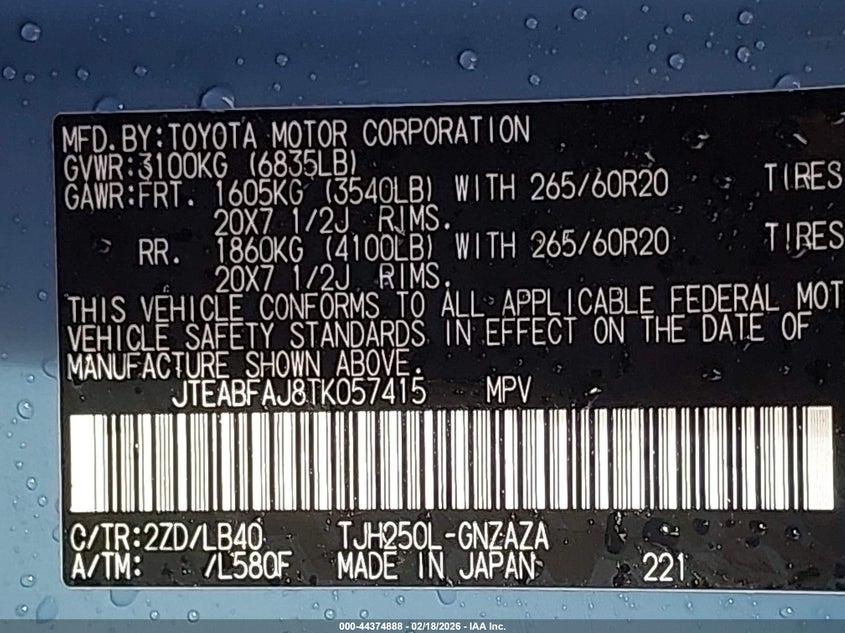 MFD.BY:TOYOTA MOTOR CORPORATION
GVWR:3100KG (6835LB)
GAWR:FRT. 1605KG (3540LB) WITH 265/60R20 TIRES
20X7 1/2J RIMS.
RR. 1860KG (4100LB) WITH 265/60R20 TIRES
20X7 1/2J RIMS.
THIS VEHICLE CONFORMS TO ALL APPLICABLE FEDERAL MOT
VEHICLE SAFETY STANDARDS IN EFFECT ON THE DATE OF
MANUFACTURE SHOWN ABOVE.
JTEABFAJ8TK057415 MPV
C/TR:2ZD/LB40 TJH250L-GNZAZA
A/TM: /L580F MADE IN JAPAN 221
000-44374888 - 02/18/2026 - IAA Inc.